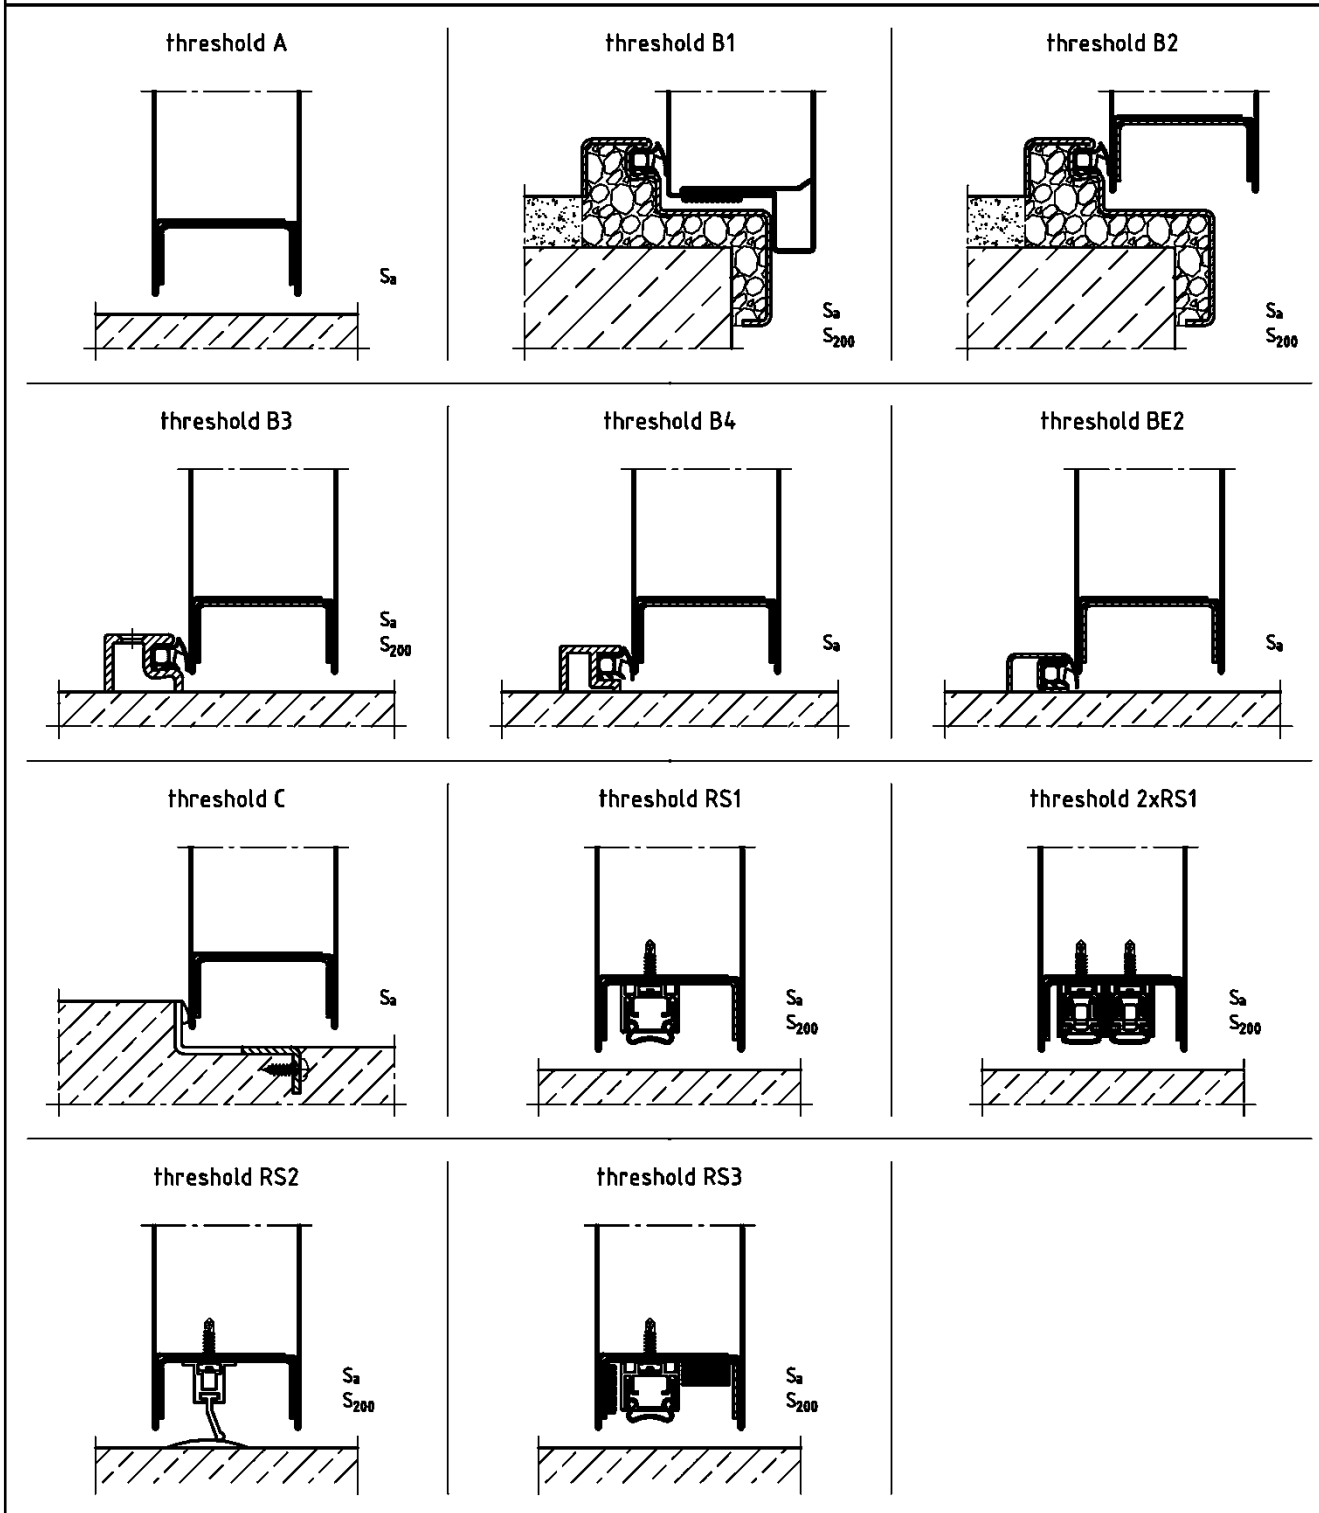 threshold A
Sa
threshold B1
Sa
S200
threshold B2
Sa
S200
threshold B3
Sa
S200
threshold B4
Sa
threshold BE2
Sa
threshold C
Sa
threshold RS1
Sa
S200
threshold 2xRS1
Sa
S200
threshold RS2
Sa
S200
threshold RS3
Sa
S200